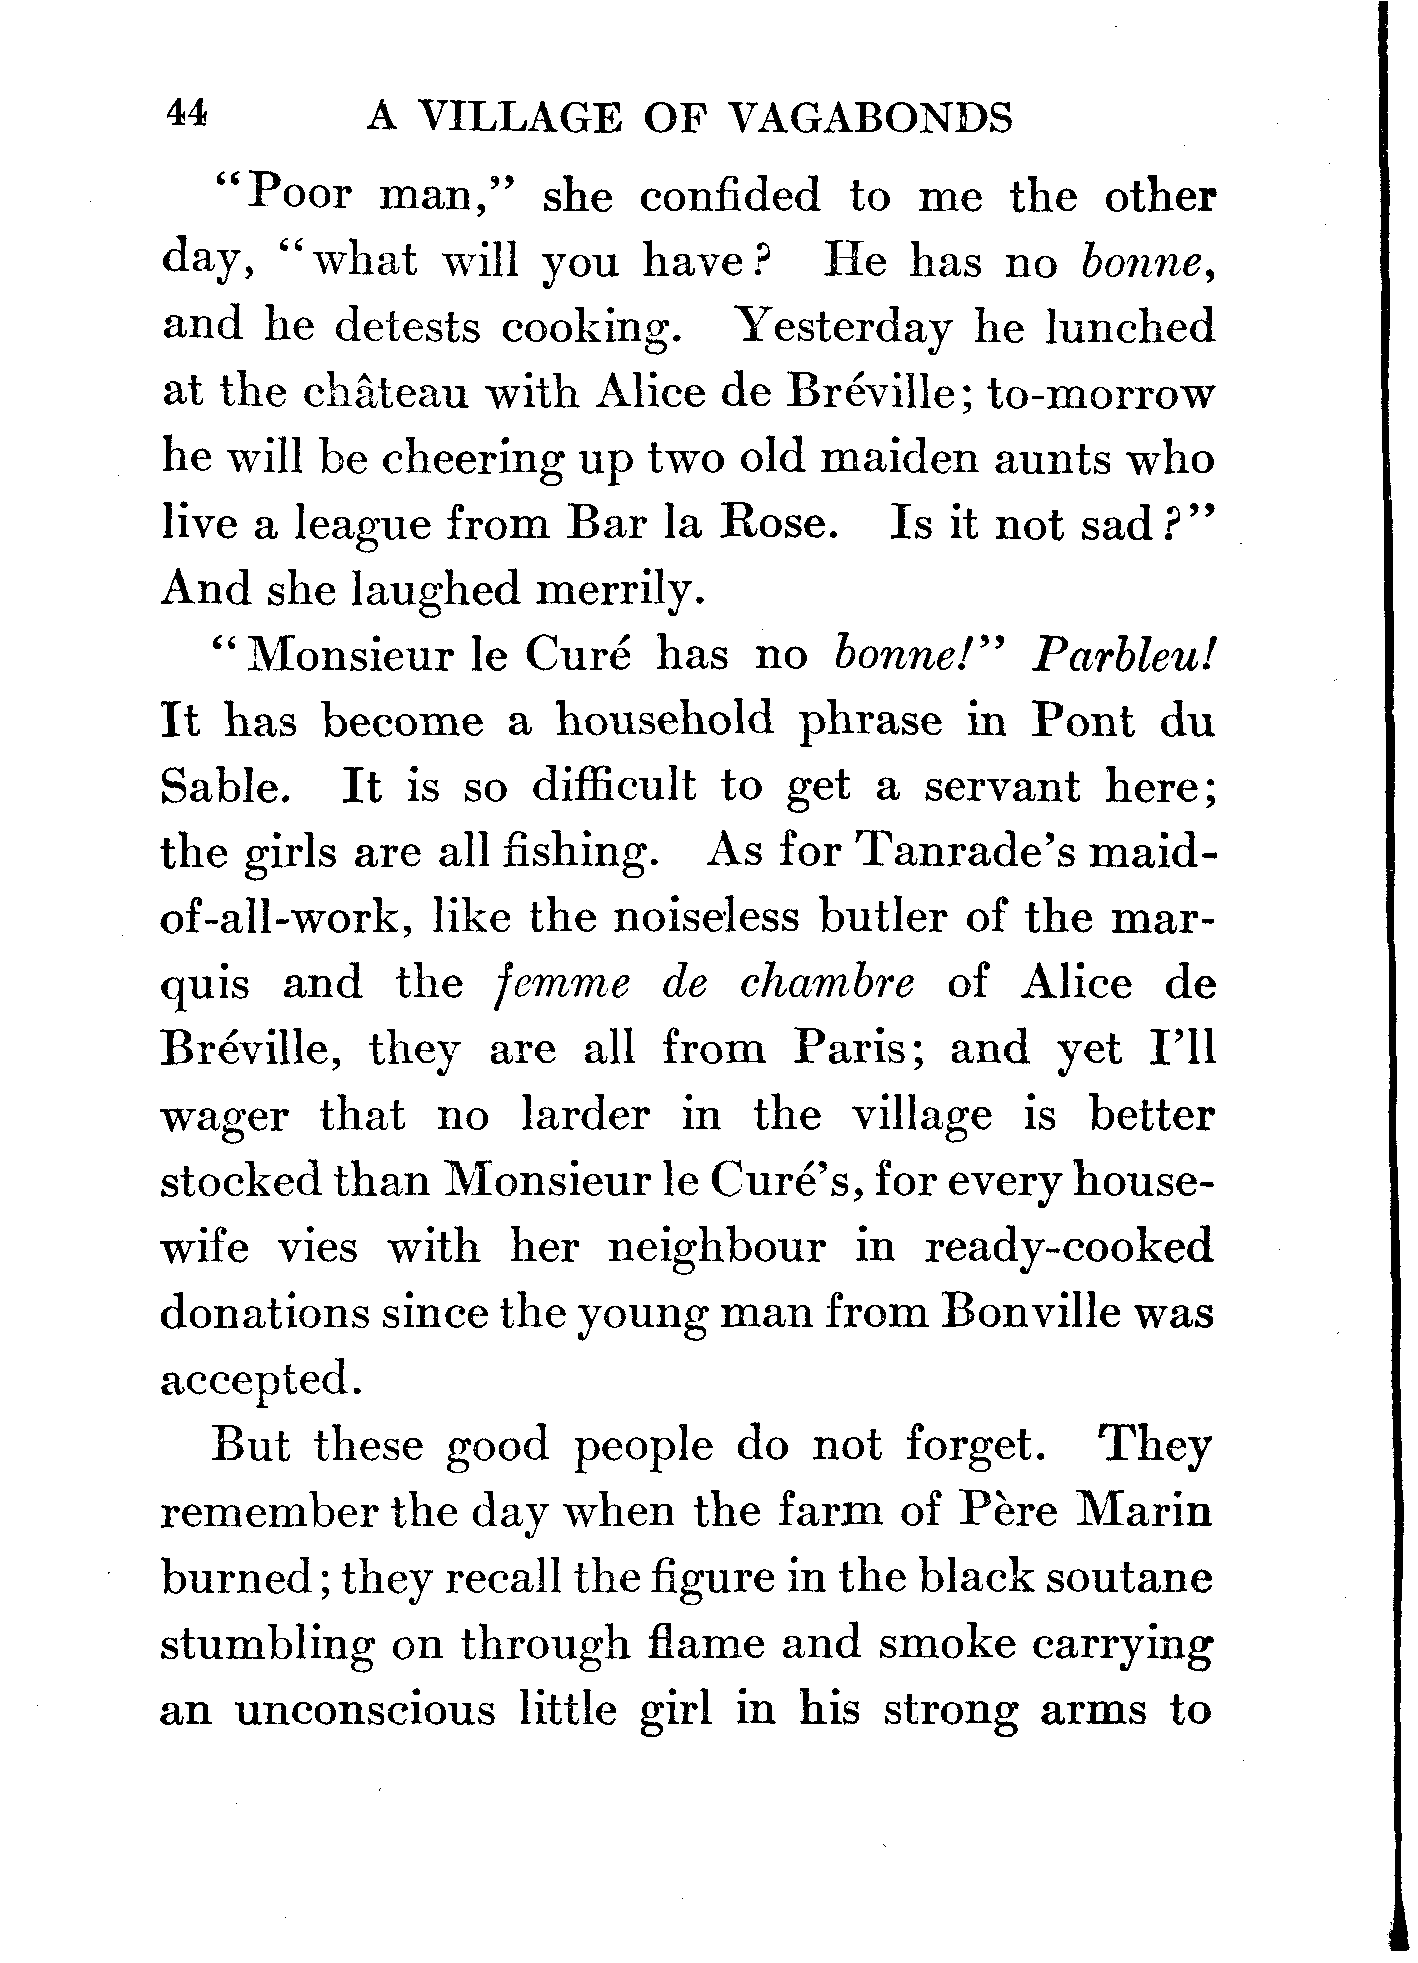 44 A VILLAGE OF VAGABONDS
"Poor man," she confided to me the other
day, "what will you have? He has no bonne,
and he detests cooking. Yesterday he lunched
at the château with Alice de Bréville; to-morrow
he will be cheering up two old maiden aunts who
live a league from Bar la Rose. Is it not sad?"
And she laughed merrily.
"Monsieur le Curé has no bonne!" Parbleu!
It has become a household phrase in Pont du
Sable. It is so difficult to get a servant here;
the girls are all fishing. As for Tanrade's maid-
of-all-work, like the noiseless butler of the mar-
quis and the femme de chambre of Alice de
Bréville, they are all from Paris; and yet I'll
wager that no larder in the village is better
stocked than Monsieur le Curé's, for every house-
wife vies with her neighbour in ready-cooked
donations since the young man from Bonville was
accepted.
But these good people do not forget. They
remember the day when the farm of Père Marin
burned; they recall the figure in the black soutane
stumbling on through flame and smoke carrying
an unconscious little girl in his strong arms to